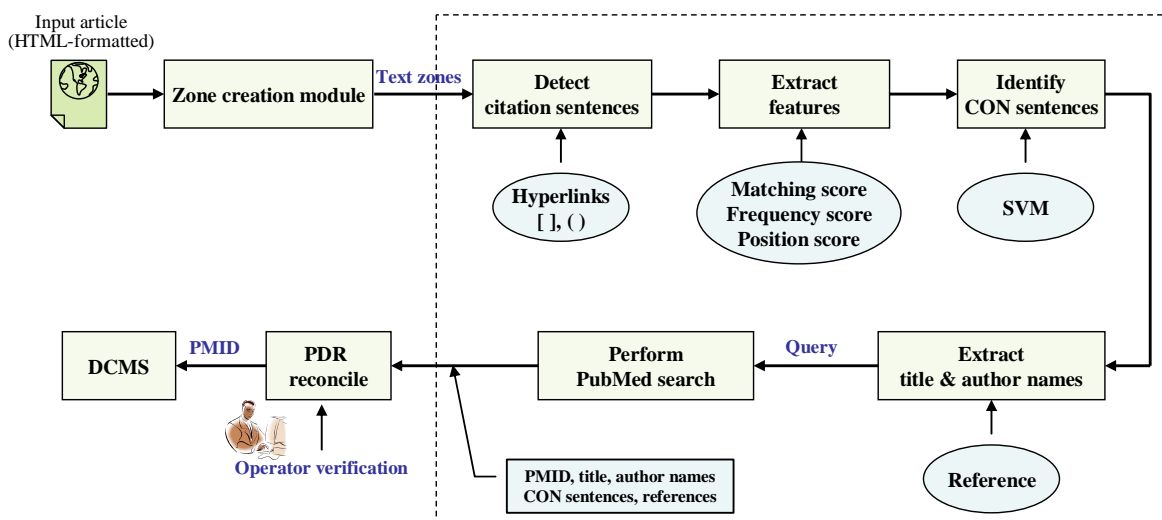 Input article
(HTML-formatted)
Zone creation module
Text zones
Detect
citation sentences
Extract
features
Identify
CON sentences
Hyperlinks
[ ], ( )
Matching score
Frequency score
Position score
SVM
DCMS
PMID
PDR
reconcile
Perform
PubMed search
Query
Extract
title & author names
Operator verification
PMID, title, author names
CON sentences, references
Reference